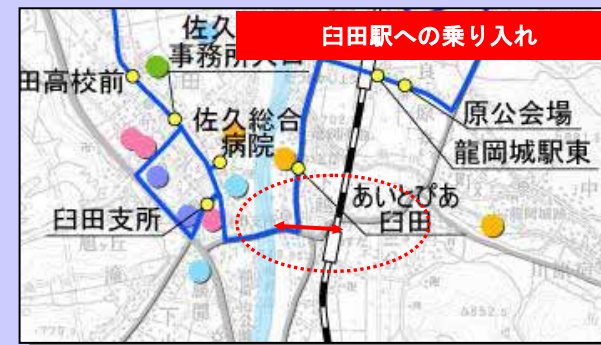 臼田駅への乗り入れ
佐久
事務所入口
田高校前
佐久総合
病院
原公会場
龍岡城駅東
あいとぴあ
臼田
臼田支所